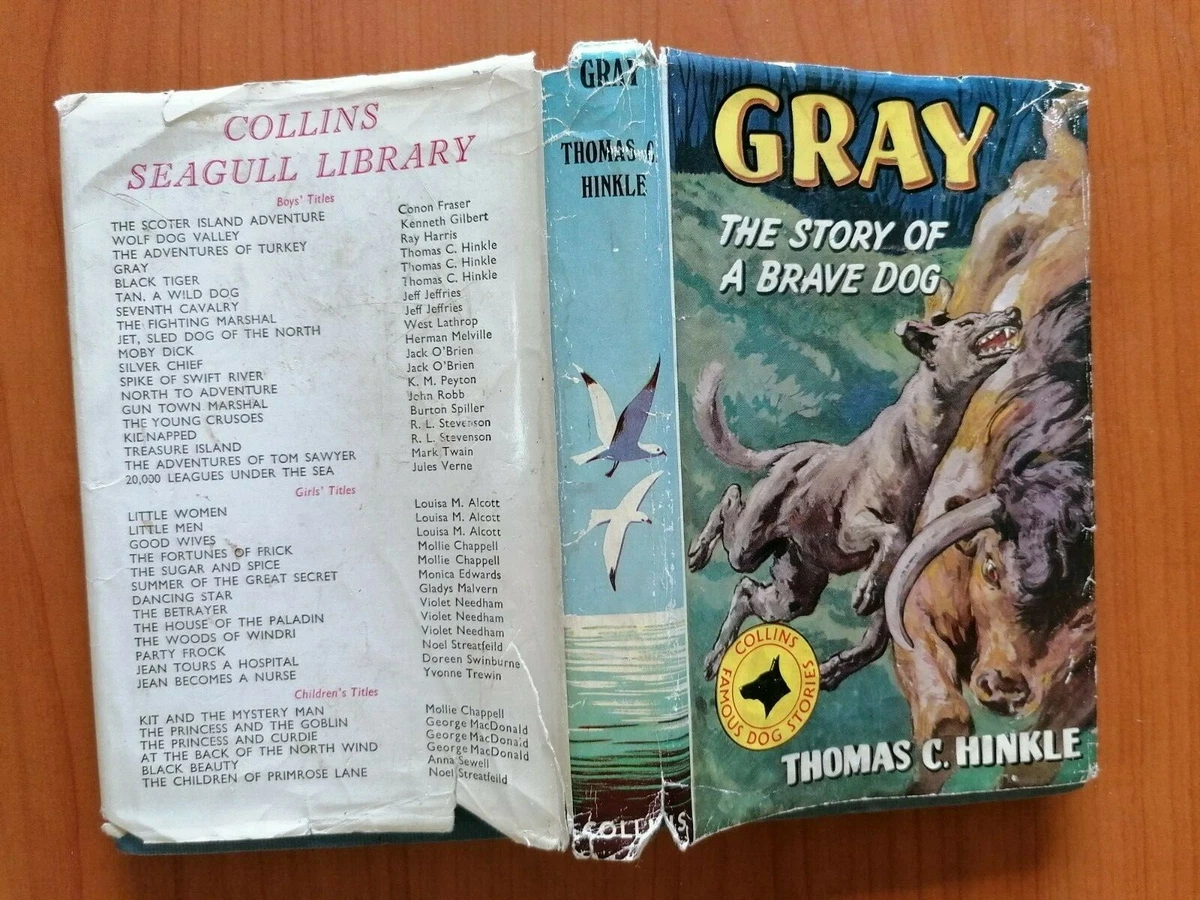 COLLINS
SEAGULL LIBRARY
Boys' Titles
THE SCOTER ISLAND ADVENTURE Conon Fraser
WOLF DOG VALLEY Kenneth Gilbert
THE ADVENTURES OF TURKEY Ray Harris
GRAY Thomas C. Hinkle
BLACK TIGER Thomas C. Hinkle
TAN, A WILD DOG Thomas C. Hinkle
SEVENTH CAVALRY Jeff Jeffries
THE FIGHTING MARSHAL Jeff Jeffries
JET, SLED DOG OF THE NORTH West Lathrop
MOBY DICK Herman Melville
SILVER CHIEF Jack O'Brien
SPIKE OF SWIFT RIVER Jack O'Brien
NORTH TO ADVENTURE K. M. Peyton
GUN TOWN MARSHAL John Robb
THE YOUNG CRUSOES Burton Spiller
KIDNAPPED R. L. Stevenson
TREASURE ISLAND R. L. Stevenson
THE ADVENTURES OF TOM SAWYER Mark Twain
20,000 LEAGUES UNDER THE SEA Jules Verne
Girls' Titles
LITTLE WOMEN Louisa M. Alcott
LITTLE MEN Louisa M. Alcott
GOOD WIVES Louisa M. Alcott
THE FORTUNES OF FRICK Mollie Chappell
THE SUGAR AND SPICE Mollie Chappell
SUMMER OF THE GREAT SECRET Monica Edwards
DANCING STAR Gladys Malvern
THE BETRAYER Violet Needham
THE HOUSE OF THE PALADIN Violet Needham
THE WOODS OF WINDRI Violet Needham
PARTY FROCK Noel Streatfeild
JEAN TOURS A HOSPITAL Doreen Swinburne
JEAN BECOMES A NURSE Yvonne Trewin
Children's Titles
KIT AND THE MYSTERY MAN Mollie Chappell
THE PRINCESS AND THE GOBLIN George MacDonald
THE PRINCESS AND CURDIE George MacDonald
AT THE BACK OF THE NORTH WIND George MacDonald
BLACK BEAUTY Anna Sewell
THE CHILDREN OF PRIMROSE LANE Noel Streatfeild
GRAY
THOMAS C.
HINKLE
COLLINS
GRAY
THE STORY OF
A BRAVE DOG
COLLINS
FAMOUS DOG STORIES
THOMAS C. HINKLE